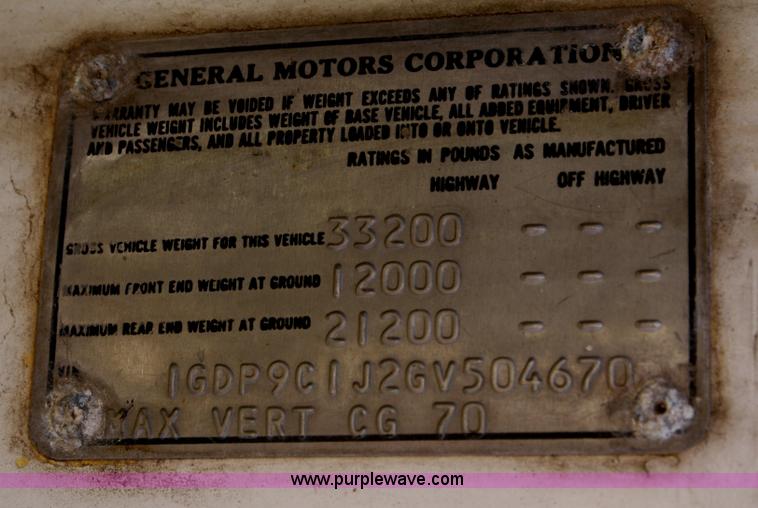 GENERAL MOTORS CORPORATION
WARRANTY MAY BE VOIDED IF WEIGHT EXCEEDS ANY OF RATINGS SHOWN. GROSS
VEHICLE WEIGHT INCLUDES WEIGHT OF BASE VEHICLE, ALL ADDED EQUIPMENT, DRIVER
AND PASSENGERS, AND ALL PROPERTY LOADED INTO OR ONTO VEHICLE.
RATINGS IN POUNDS AS MANUFACTURED
HIGHWAY OFF HIGHWAY
GROSS VEHICLE WEIGHT FOR THIS VEHICLE 33200 - - -
MAXIMUM FRONT END WEIGHT AT GROUND 12000 - - -
MAXIMUM REAR END WEIGHT AT GROUND 21200 - - -
VIN 1GDP9C1J2GV504670
MAX VERT CG 70
www.purplewave.com